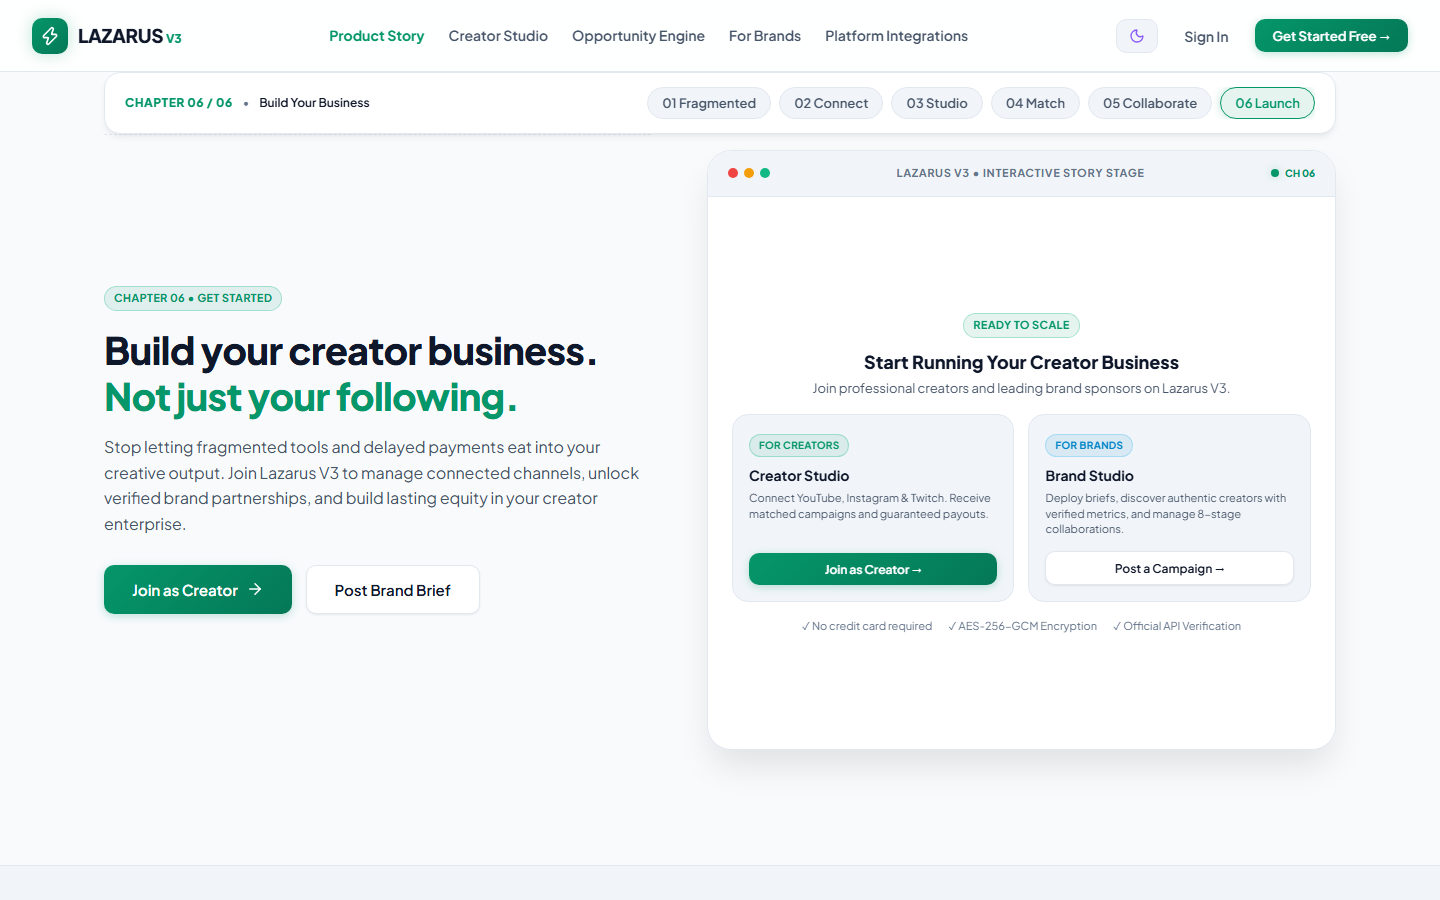 LAZARUS V3
Product Story
Creator Studio
Opportunity Engine
For Brands
Platform Integrations
Sign In
Get Started Free →
CHAPTER 06 / 06 • Build Your Business
01 Fragmented
02 Connect
03 Studio
04 Match
05 Collaborate
06 Launch
CHAPTER 06 • GET STARTED
Build your creator business.
Not just your following.
Stop letting fragmented tools and delayed payments eat into your
creative output. Join Lazarus V3 to manage connected channels, unlock
verified brand partnerships, and build lasting equity in your creator
enterprise.
Join as Creator →
Post Brand Brief
LAZARUS V3 • INTERACTIVE STORY STAGE
CH 06
READY TO SCALE
Start Running Your Creator Business
Join professional creators and leading brand sponsors on Lazarus V3.
FOR CREATORS
Creator Studio
Connect YouTube, Instagram & Twitch. Receive
matched campaigns and guaranteed payouts.
Join as Creator →
FOR BRANDS
Brand Studio
Deploy briefs, discover authentic creators with
verified metrics, and manage 8-stage
collaborations.
Post a Campaign →
✓ No credit card required
✓ AES-256-GCM Encryption
✓ Official API Verification